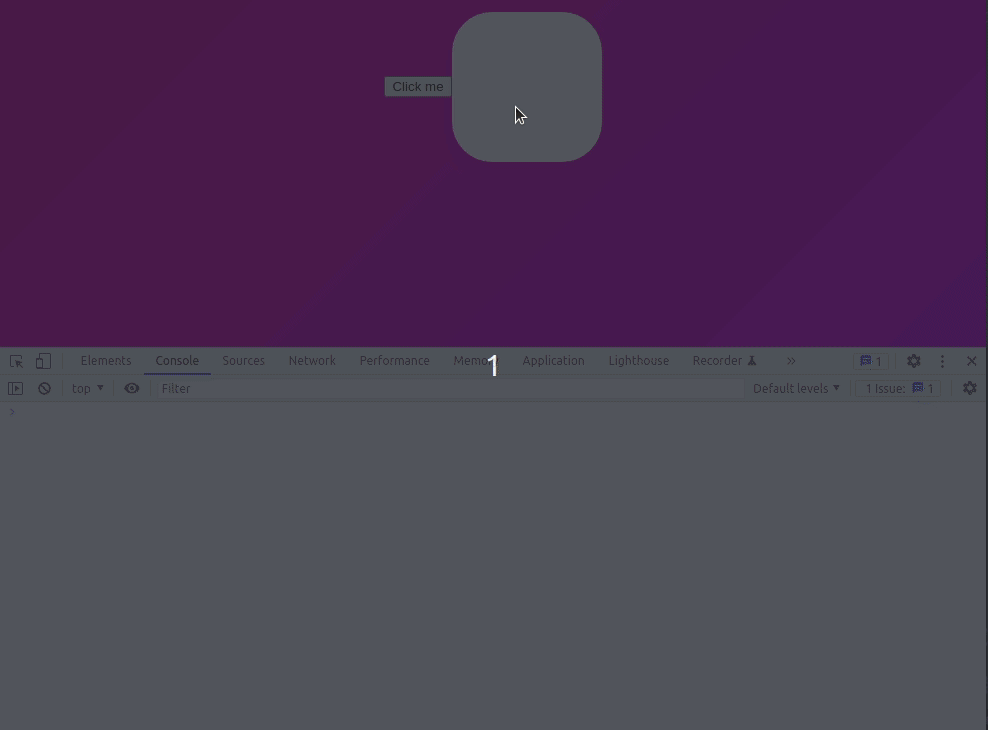 Click me
Elements Console Sources Network Performance Memo 1 Application Lighthouse Recorder » 1
top Filter Default levels 1 Issue: 1
>